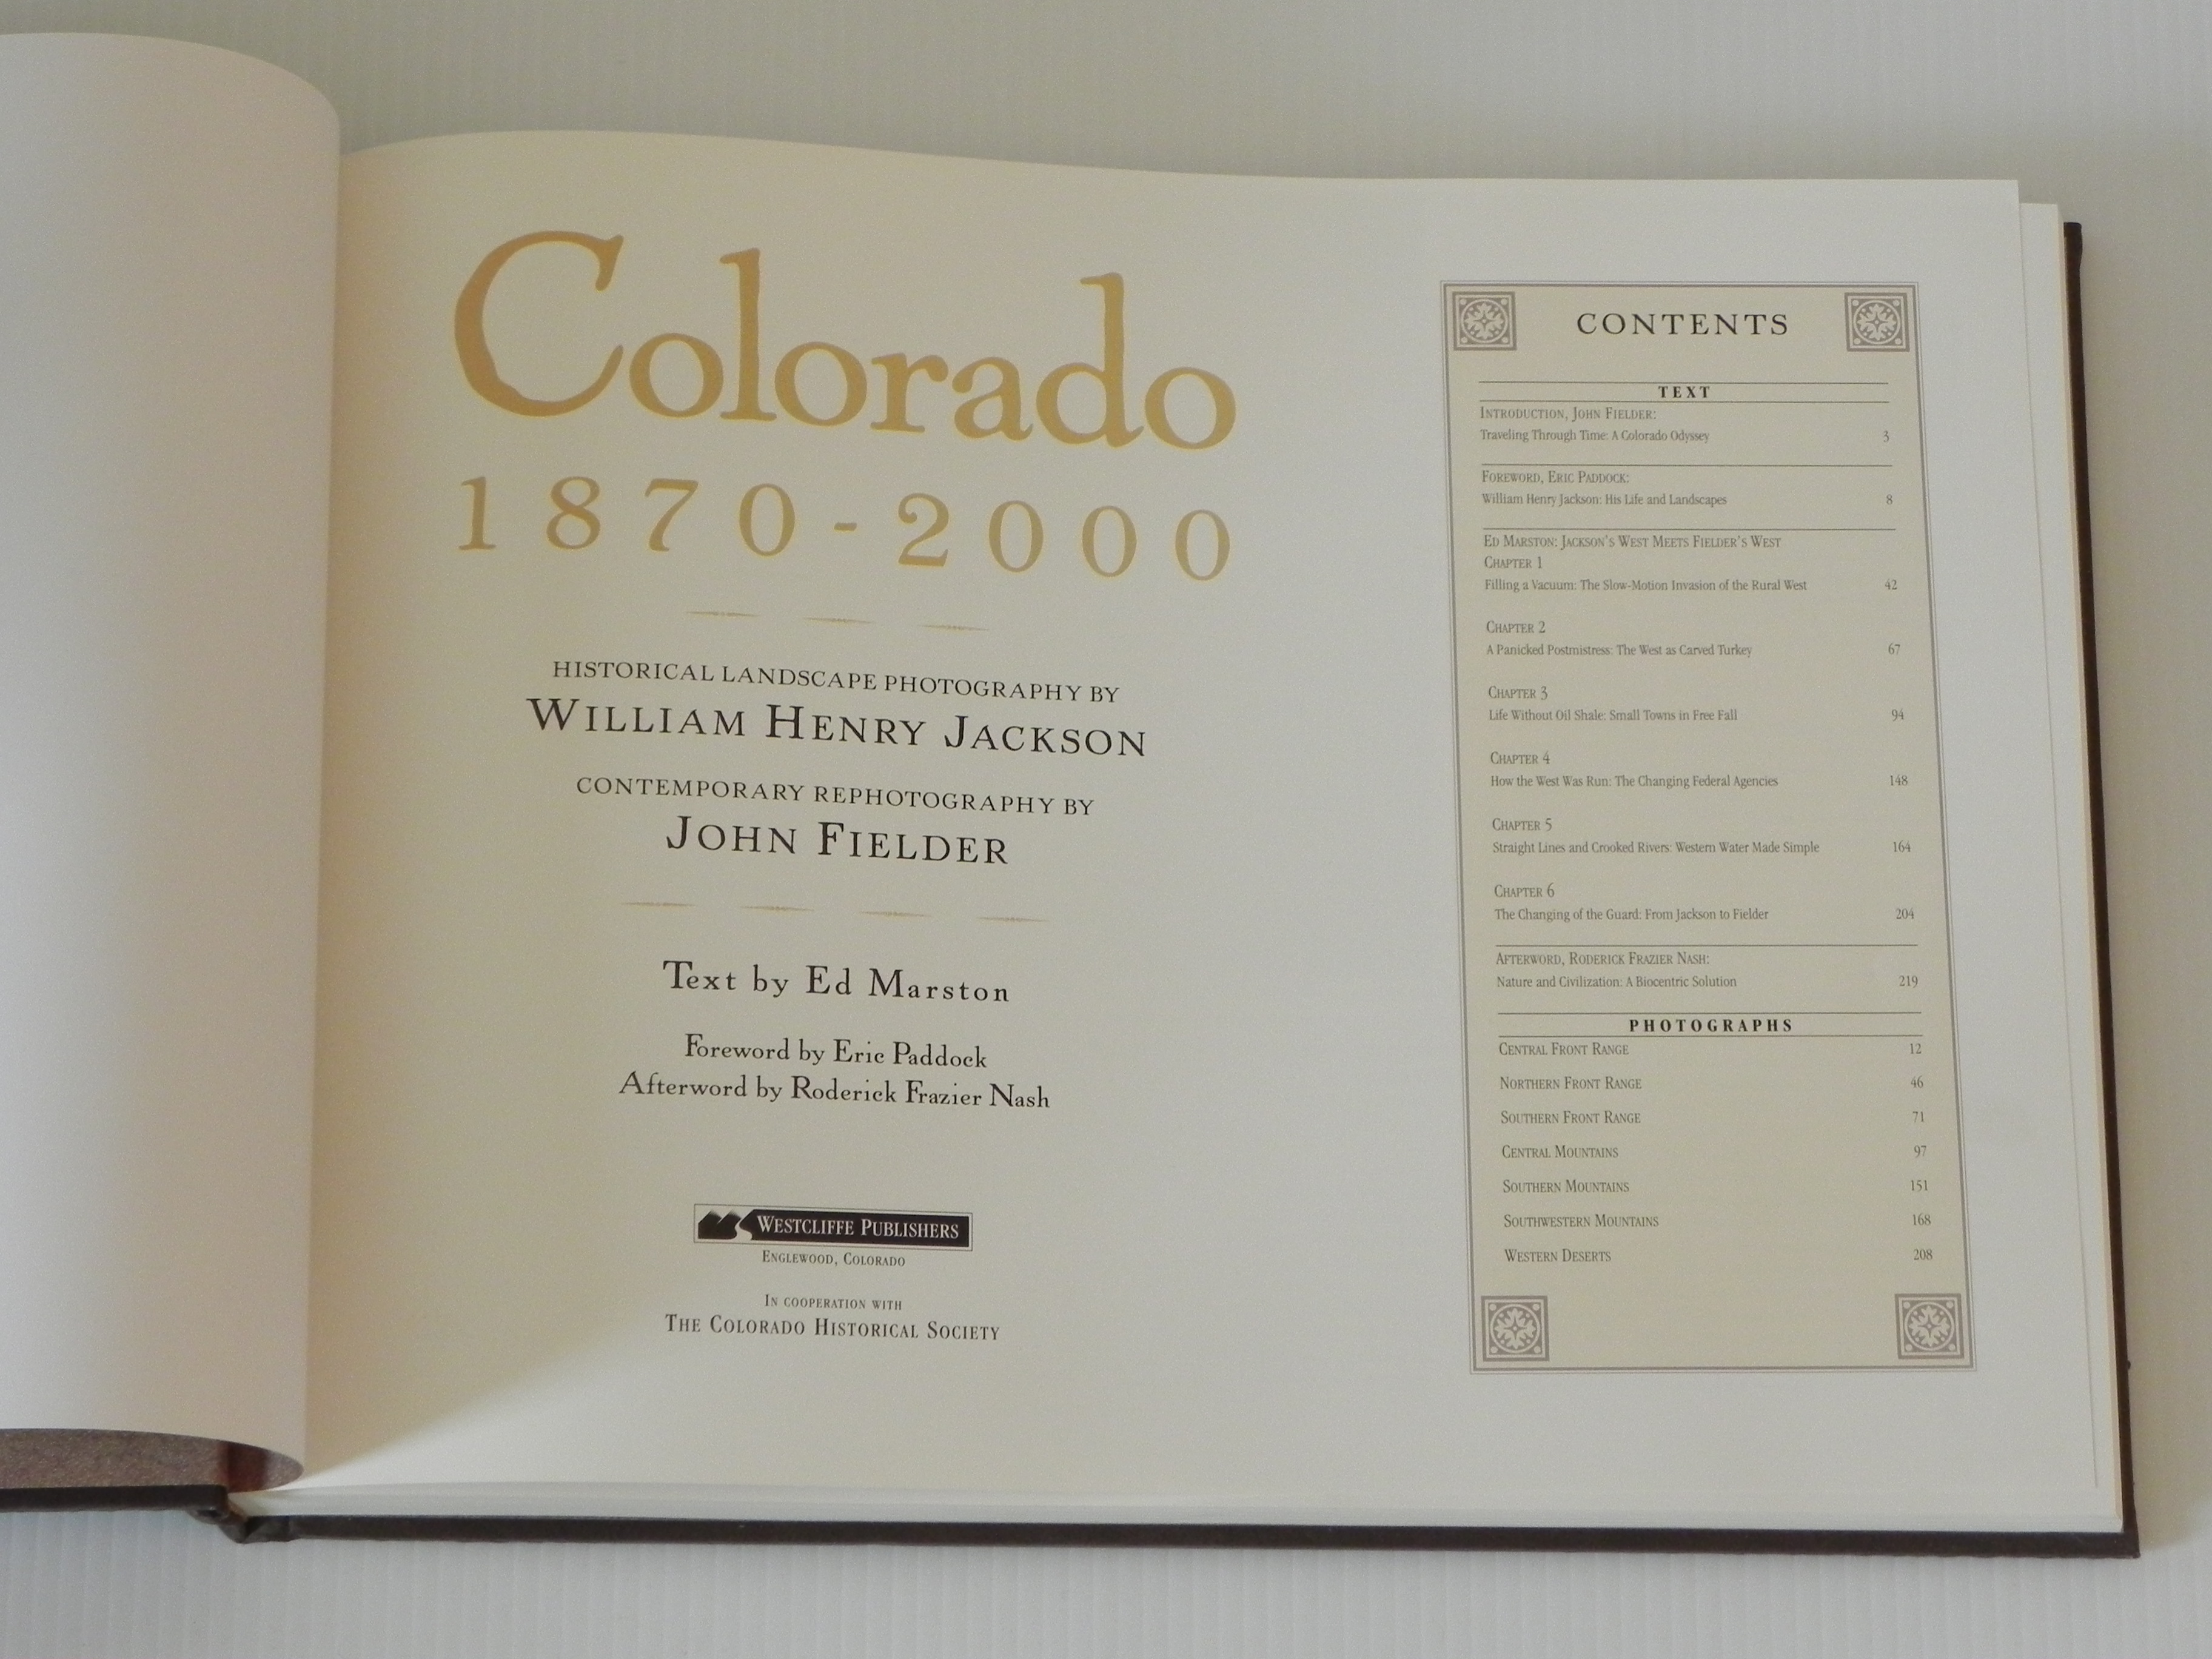 Colorado
1870-2000
HISTORICAL LANDSCAPE PHOTOGRAPHY BY
WILLIAM HENRY JACKSON
CONTEMPORARY REPHOTOGRAPHY BY
JOHN FIELDER
Text by Ed Marston
Foreword by Eric Paddock
Afterword by Roderick Frazier Nash
WESTCLIFFE PUBLISHERS
ENGLEWOOD, COLORADO
IN COOPERATION WITH
THE COLORADO HISTORICAL SOCIETY
CONTENTS
TEXT
INTRODUCTION, JOHN FIELDER:
Traveling Through Time: A Colorado Odyssey 3
FOREWORD, ERIC PADDOCK:
William Henry Jackson: His Life and Landscapes 8
ED MARSTON: JACKSON'S WEST MEETS FIELDER'S WEST
CHAPTER 1
Filling a Vacuum: The Slow-Motion Invasion of the Rural West 42
CHAPTER 2
A Panicked Postmistress: The West as Carved Turkey 67
CHAPTER 3
Life Without Oil Shale: Small Towns in Free Fall 94
CHAPTER 4
How the West Was Run: The Changing Federal Agencies 148
CHAPTER 5
Straight Lines and Crooked Rivers: Western Water Made Simple 164
CHAPTER 6
The Changing of the Guard: From Jackson to Fielder 204
AFTERWORD, RODERICK FRAZIER NASH:
Nature and Civilization: A Biocentric Solution 219
PHOTOGRAPHS
CENTRAL FRONT RANGE 12
NORTHERN FRONT RANGE 46
SOUTHERN FRONT RANGE 71
CENTRAL MOUNTAINS 97
SOUTHERN MOUNTAINS 151
SOUTHWESTERN MOUNTAINS 168
WESTERN DESERTS 208